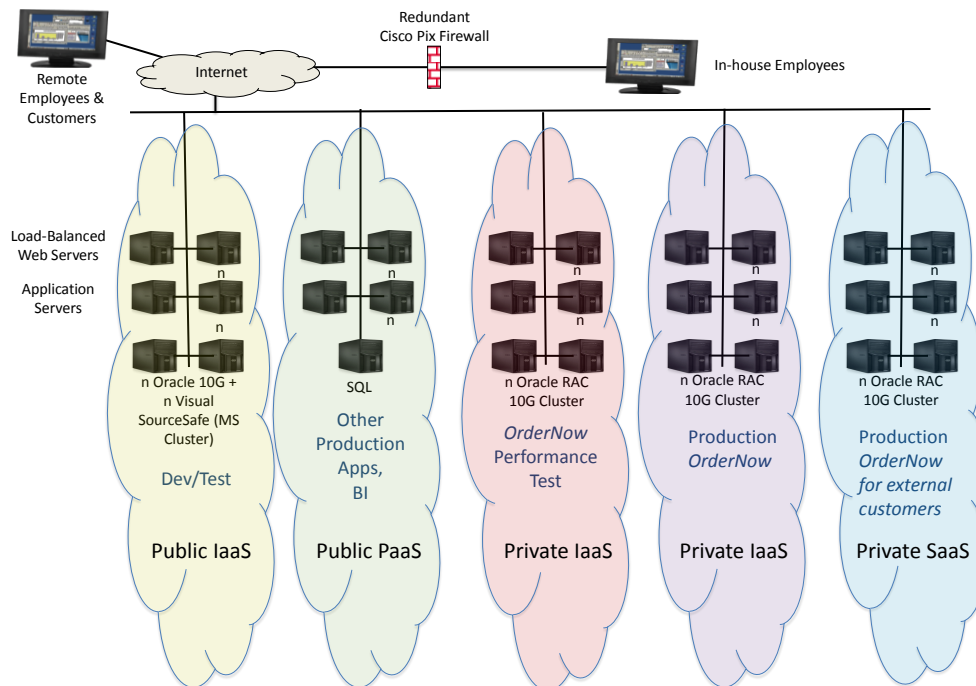 Redundant
Cisco Pix Firewall
Internet
In-house Employees
Remote
Employees &
Customers
Load-Balanced
Web Servers
n
n
n
n
n
Application
Servers
n
n
n
n
n
n Oracle 10G +
n Visual
SourceSafe (MS
Cluster)
Dev/Test
Public IaaS
SQL
Other
Production
Apps,
BI
Public PaaS
n Oracle RAC
10G Cluster
OrderNow
Performance
Test
Private IaaS
n Oracle RAC
10G Cluster
Production
OrderNow
Private IaaS
n Oracle RAC
10G Cluster
Production
OrderNow
for external
customers
Private SaaS